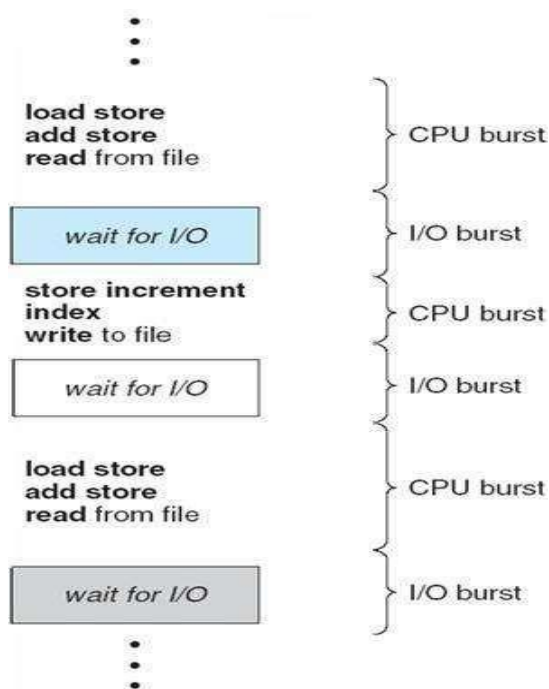 load store
add store
read from file
CPU burst
wait for I/O
I/O burst
store increment
index
write to file
CPU burst
wait for I/O
I/O burst
load store
add store
read from file
CPU burst
wait for I/O
I/O burst